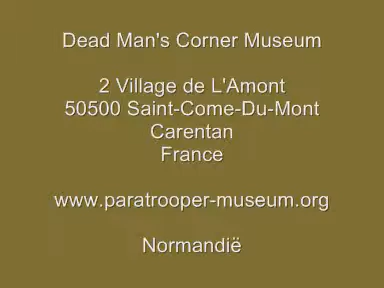 Dead Man's Corner Museum
2 Village de L'Amont
50500 Saint-Come-Du-Mont
Carentan
France
www.paratrooper-museum.org
Normandië